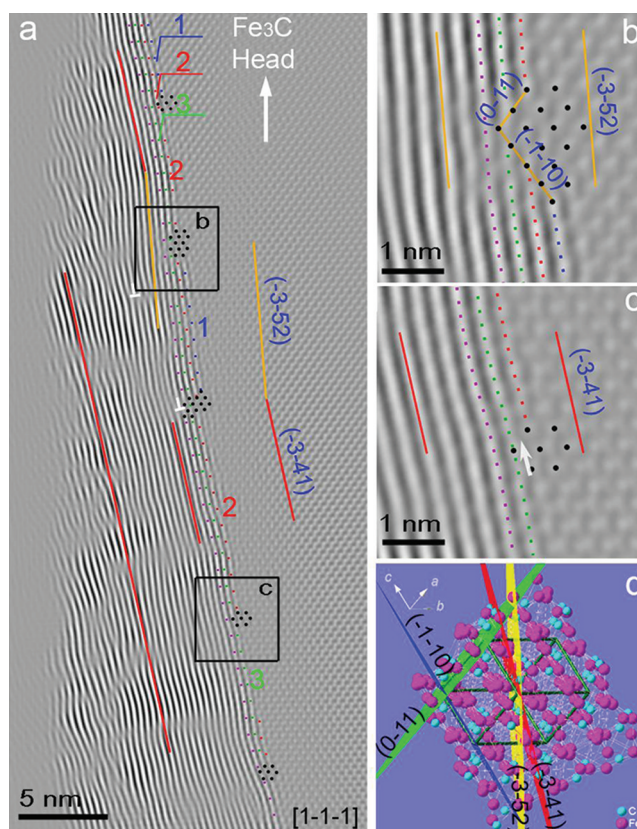 a
Fe₃C
Head
1
2
3
2
b
1
(-3-52)
(-3-41)
2
c
3
5 nm
[1-1-1]
b
(0-11)
(-1-10)
(-3-52)
1 nm
c
(-3-41)
1 nm
d
c
a
b
(-1-10)
(0-11)
(-3-52)
(-3-41)
C